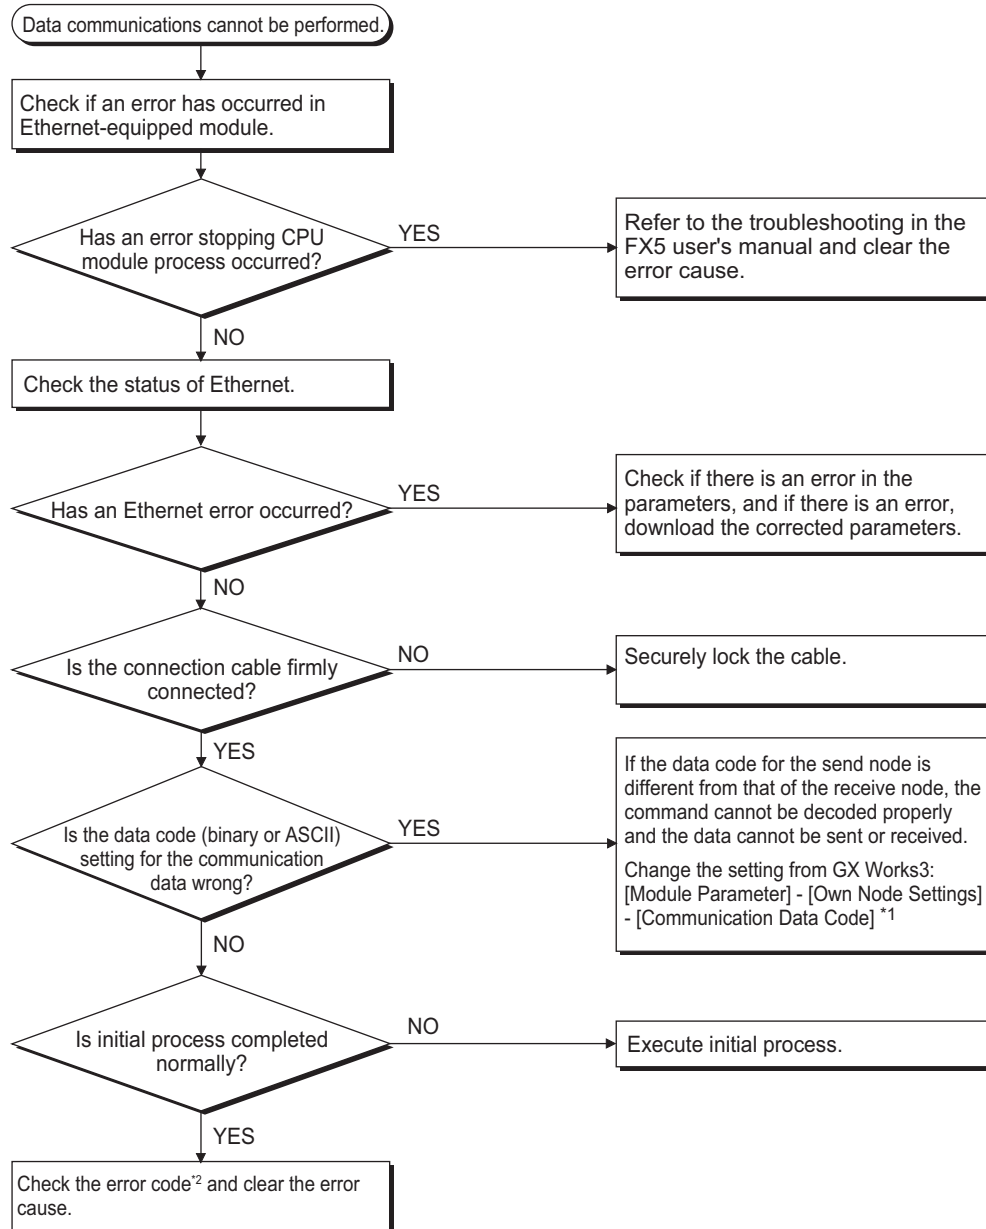 Data communications cannot be performed.
Check if an error has occurred in
Ethernet-equipped module.
Has an error stopping CPU
module process occurred?
YES
Refer to the troubleshooting in the
FX5 user's manual and clear the
error cause.
NO
Check the status of Ethernet.
Has an Ethernet error occurred?
YES
Check if there is an error in the
parameters, and if there is an error,
download the corrected parameters.
NO
Is the connection cable firmly
connected?
NO
Securely lock the cable.
YES
Is the data code (binary or ASCII)
setting for the communication
data wrong?
YES
If the data code for the send node is
different from that of the receive node, the
command cannot be decoded properly
and the data cannot be sent or received.
Change the setting from GX Works3:
[Module Parameter] - [Own Node Settings]
- [Communication Data Code] *1
NO
Is initial process completed
normally?
NO
Execute initial process.
YES
Check the error code*2 and clear the error
cause.